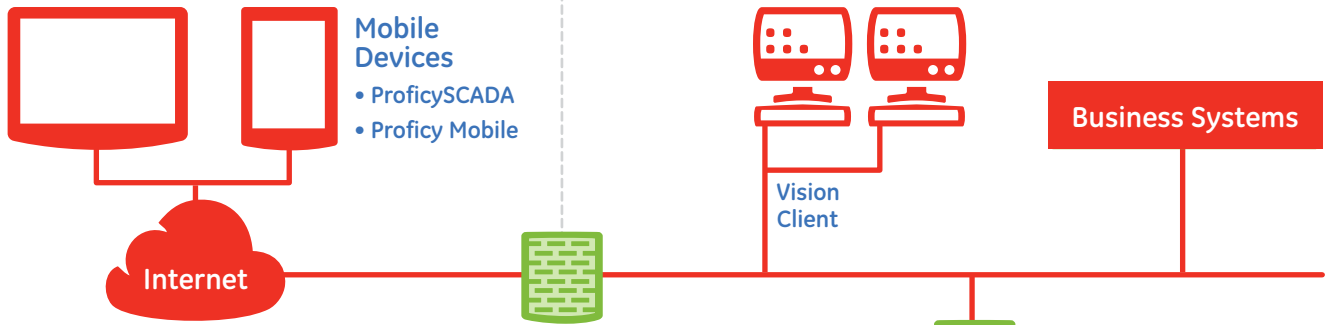 Mobile
Devices
• ProficySCADA
• Proficy Mobile
Business Systems
Vision
Client
Internet